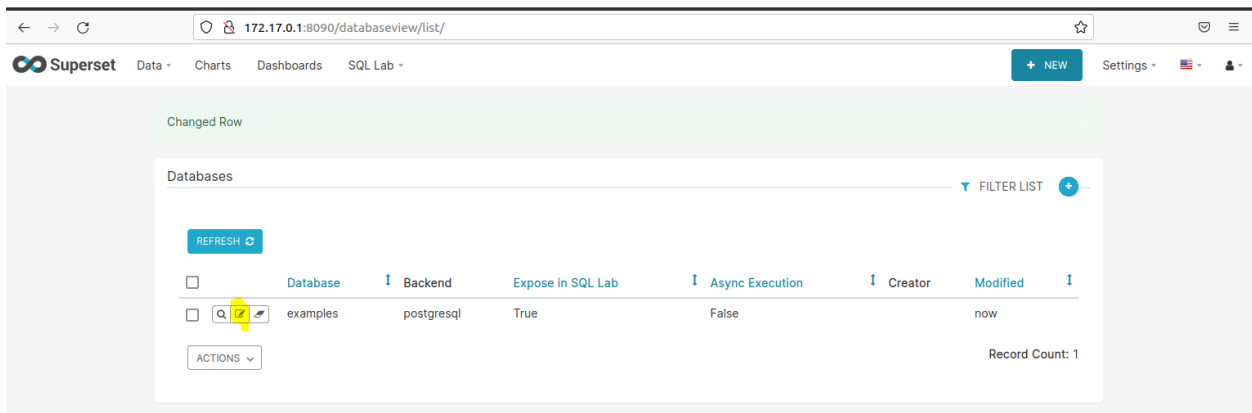 172.17.0.1:8090/databaseview/list/
Superset Data Charts Dashboards SQL Lab + NEW Settings
Changed Row
Databases
FILTER LIST +
REFRESH
Database Backend Expose in SQL Lab Async Execution Creator Modified
examples postgresql True False now
ACTIONS
Record Count: 1